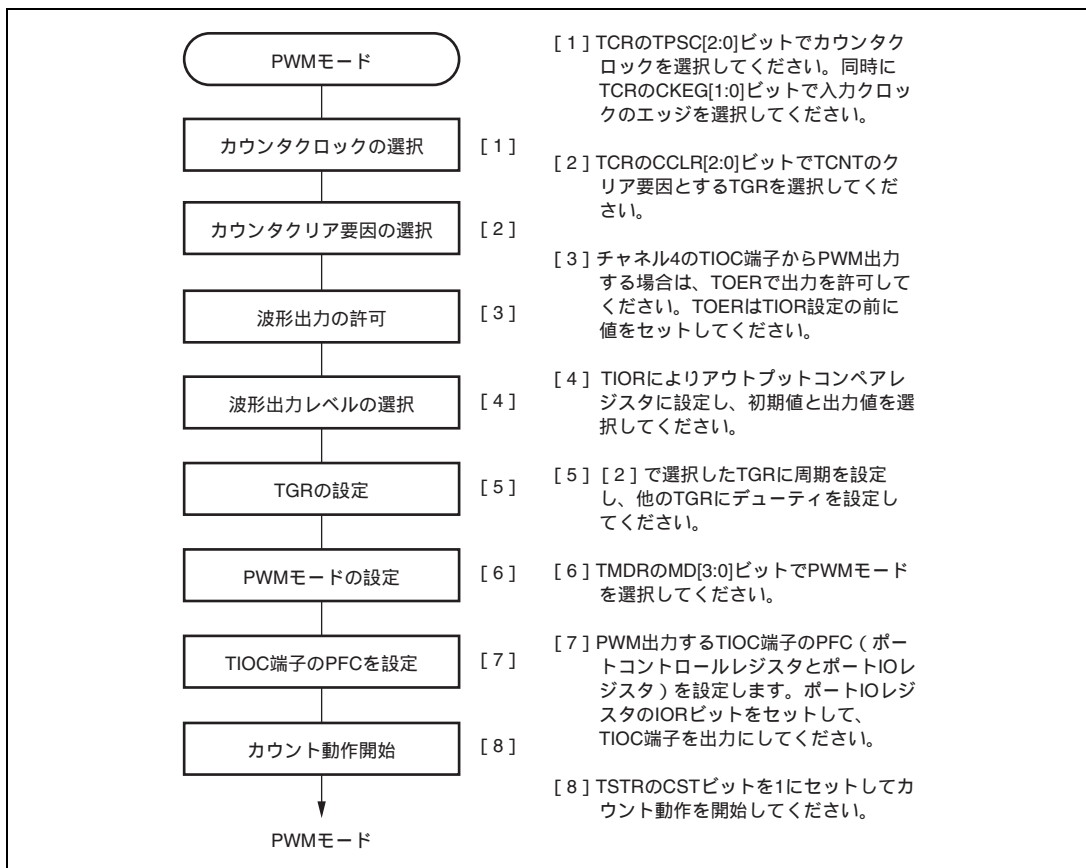 PWMモード
カウンタクロックの選択 [1]
カウンタクリア要因の選択 [2]
波形出力の許可 [3]
波形出力レベルの選択 [4]
TGRの設定 [5]
PWMモードの設定 [6]
TIOC端子のPFCを設定 [7]
カウント動作開始 [8]
PWMモード
[1] TCRのTPSC[2:0]ビットでカウンタク
ロックを選択してください。同時に
TCRのCKEG[1:0]ビットで入力クロッ
クのエッジを選択してください。
[2] TCRのCCLR[2:0]ビットでTCNTのク
リア要因とするTGRを選択してくだ
さい。
[3] チャネル4のTIOC端子からPWM出力
する場合は、TOERで出力を許可して
ください。TOERはTIOR設定の前に
値をセットしてください。
[4] TIORによりアウトプットコンペアレ
ジスタに設定し、初期値と出力値を選
択してください。
[5] [2]で選択したTGRに周期を設定
し、他のTGRにデューティを設定し
てください。
[6] TMDRのMD[3:0]ビットでPWMモード
を選択してください。
[7] PWM出力するTIOC端子のPFC(ポー
トコントロールレジスタとポートIOレ
ジスタ)を設定します。ポートIOレジ
スタのIORビットをセットして、
TIOC端子を出力にしてください。
[8] TSTRのCSTビットを1にセットしてカ
ウント動作を開始してください。